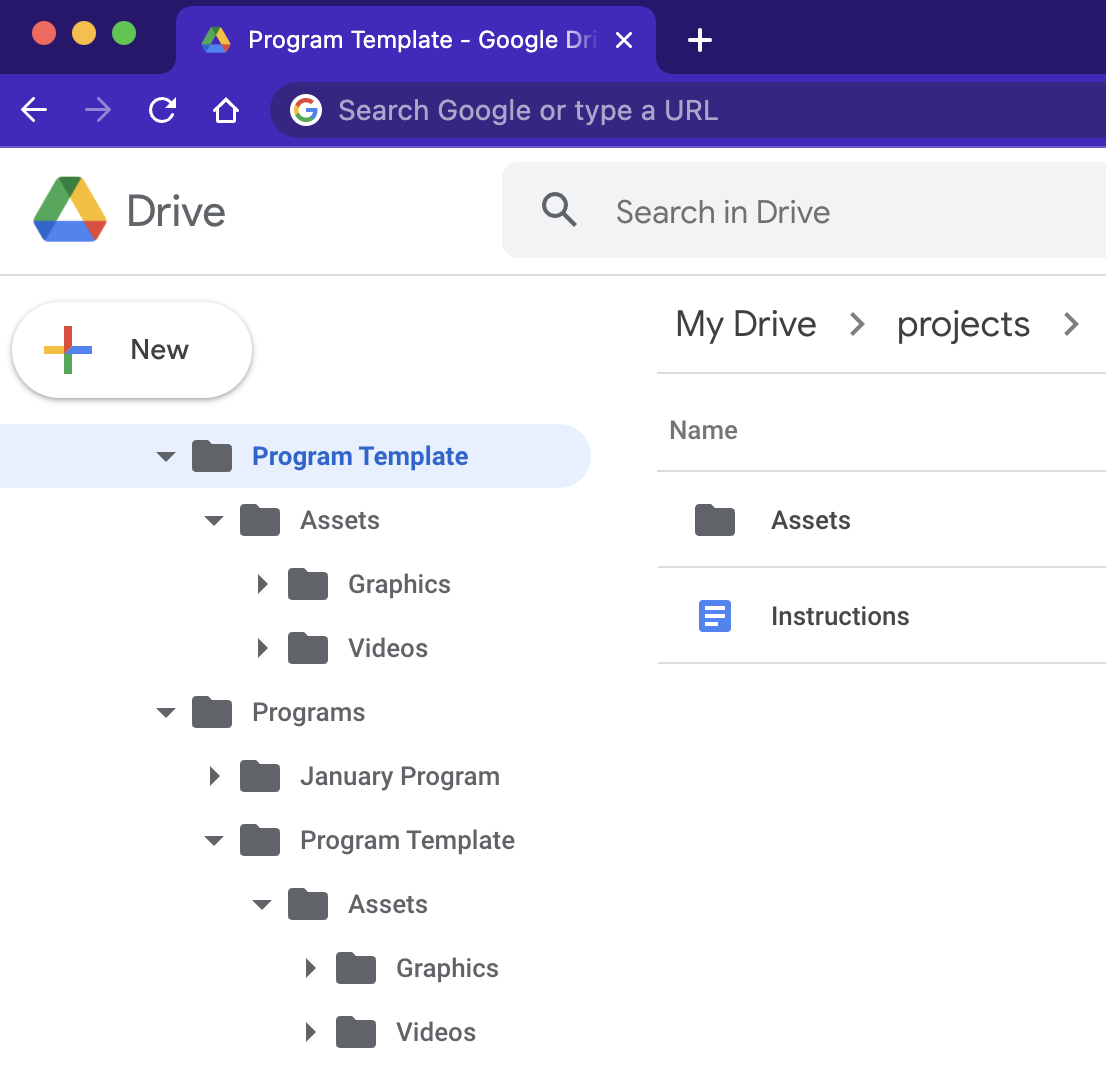 Program Template - Google Dri
Search Google or type a URL
Drive
Search in Drive
New
My Drive
projects
Name
Assets
Instructions
Program Template
Assets
Graphics
Videos
Programs
January Program
Program Template
Assets
Graphics
Videos